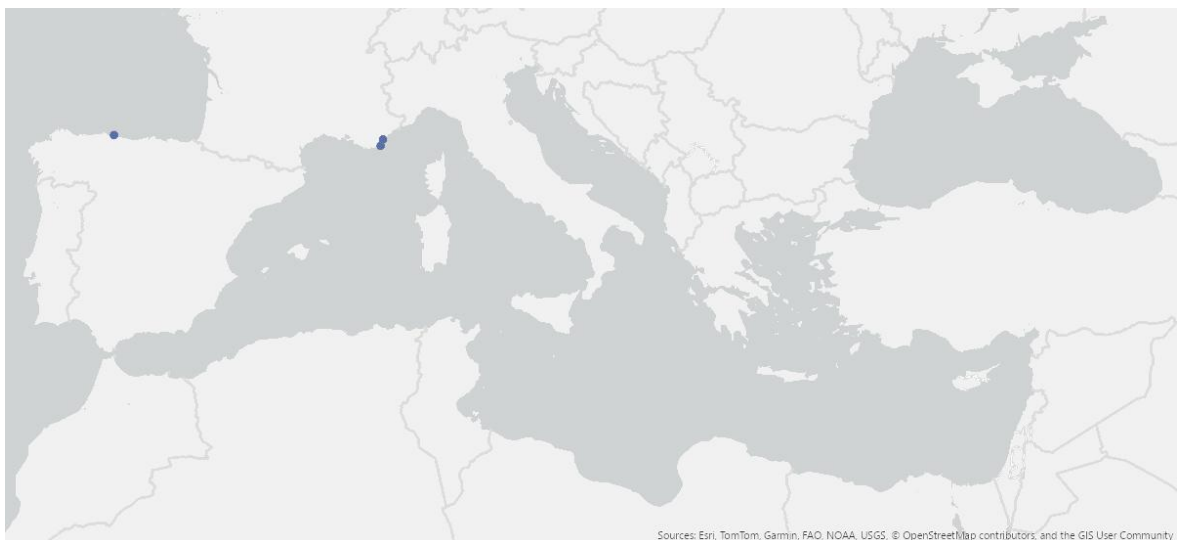 Sources: Esri, TomTom, Garmin, FAO, NOAA, USGS, © OpenStreetMap contributors, and the GIS User Community